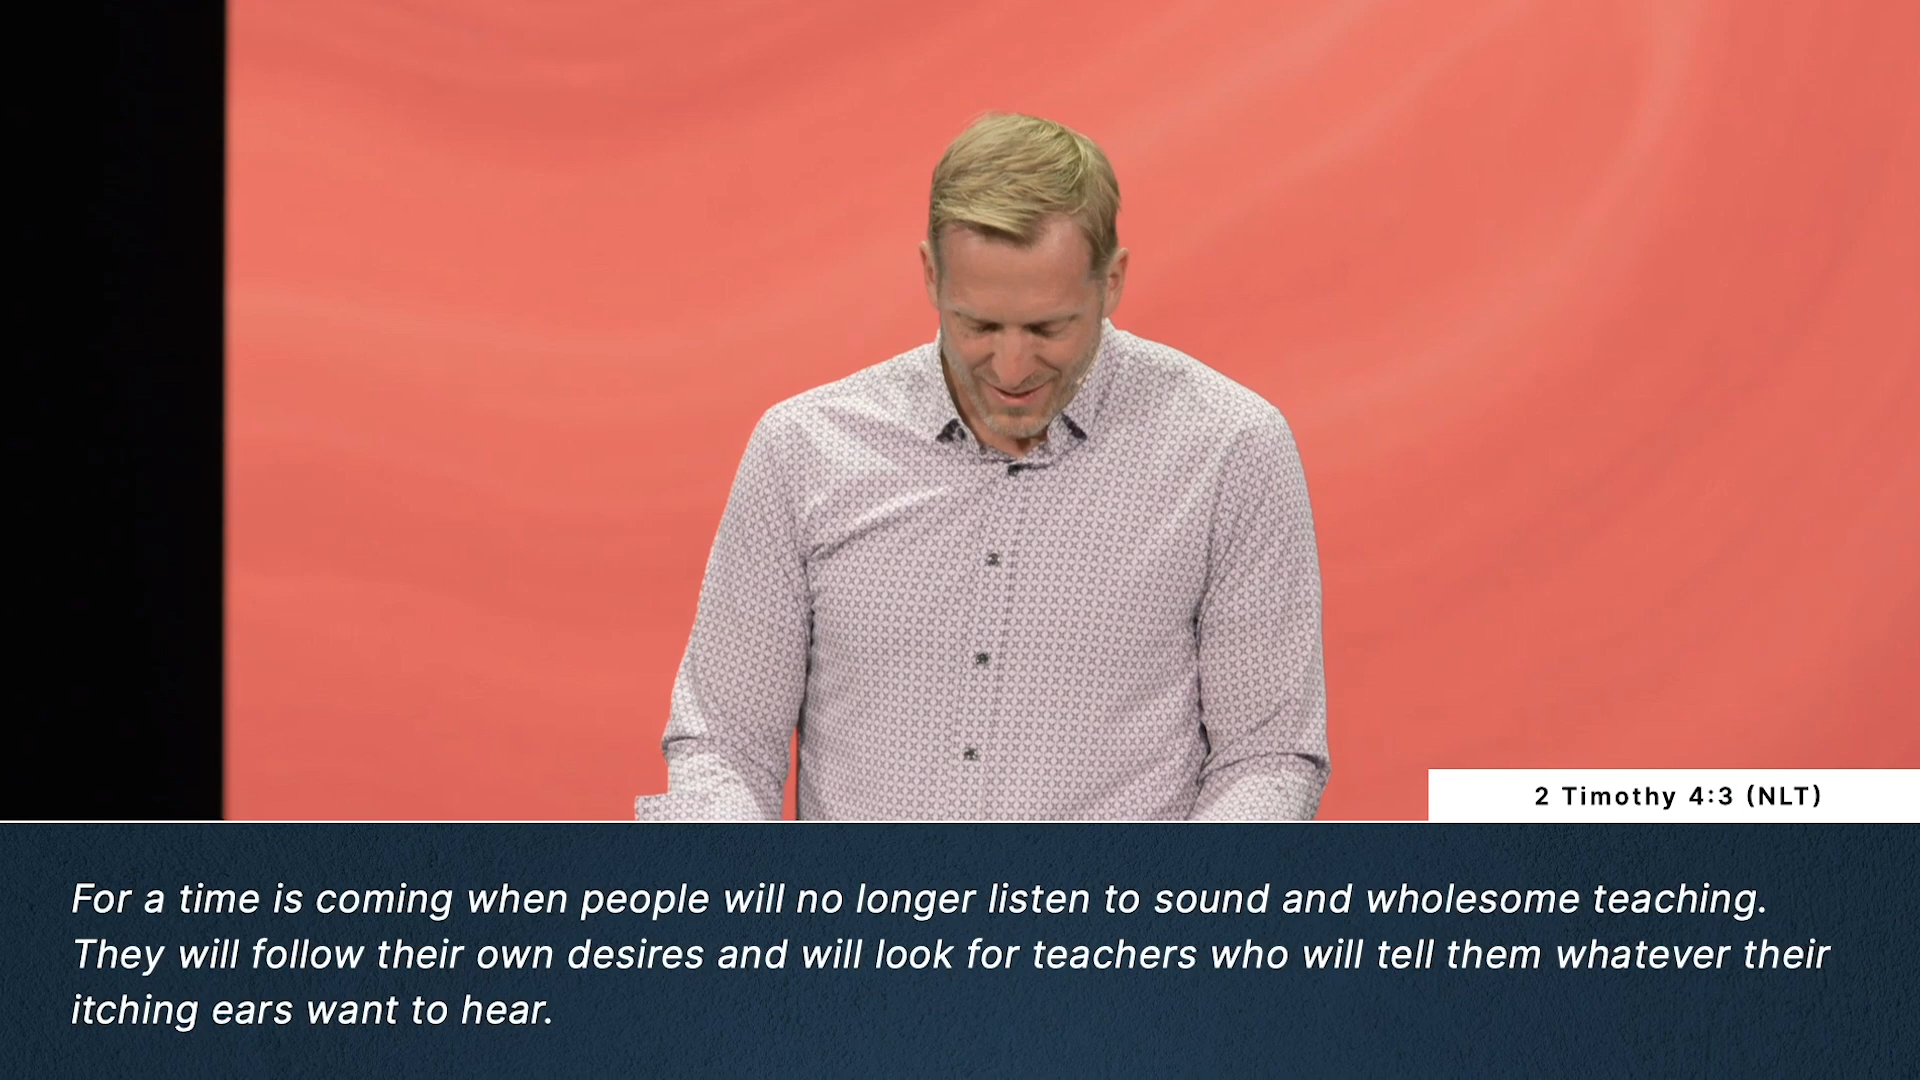 2 Timothy 4:3 (NLT)
For a time is coming when people will no longer listen to sound and wholesome teaching.
They will follow their own desires and will look for teachers who will tell them whatever their
itching ears want to hear.